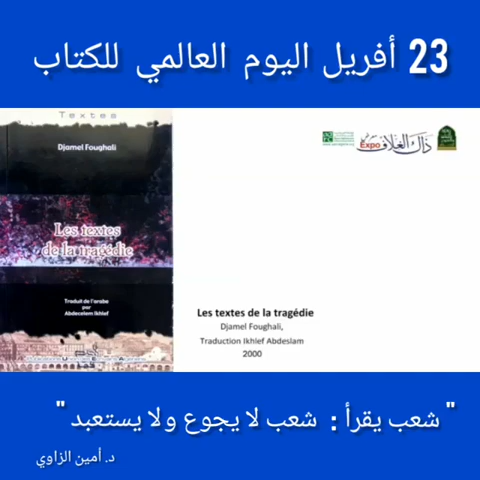 23 أفريل اليوم العالمي للكتاب
Textes
Djamel Foughali
Les textes
de la tragédie
Traduit de l'arabe
par
Abdecelem Ikhlef
ذاك الغلاف
Expo
Les textes de la tragédie
Djamel Foughali,
Traduction Ikhlef Abdeslam
2000
" شعب يقرأ : شعب لا يجوع ولا يستعبد "
د. أمين الزاوي